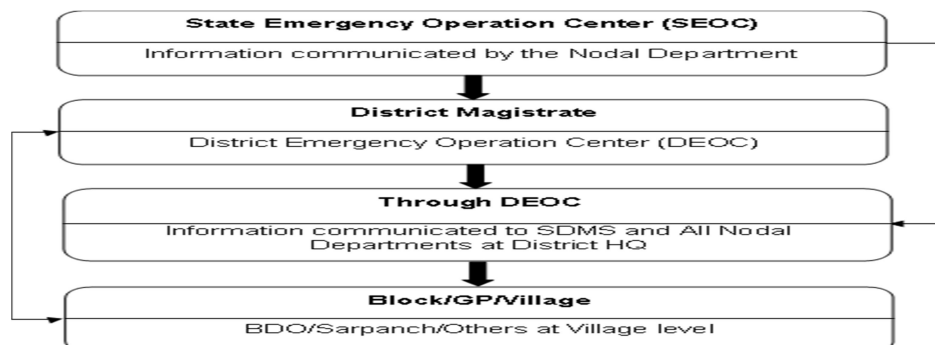 State Emergency Operation Center (SEOC)
Information communicated by the Nodal Department
District Magistrate
District Emergency Operation Center (DEOC)
Through DEOC
Information communicated to SDMS and All Nodal
Departments at District HQ
Block/GP/Village
BDO/Sarpanch/Others at Village level